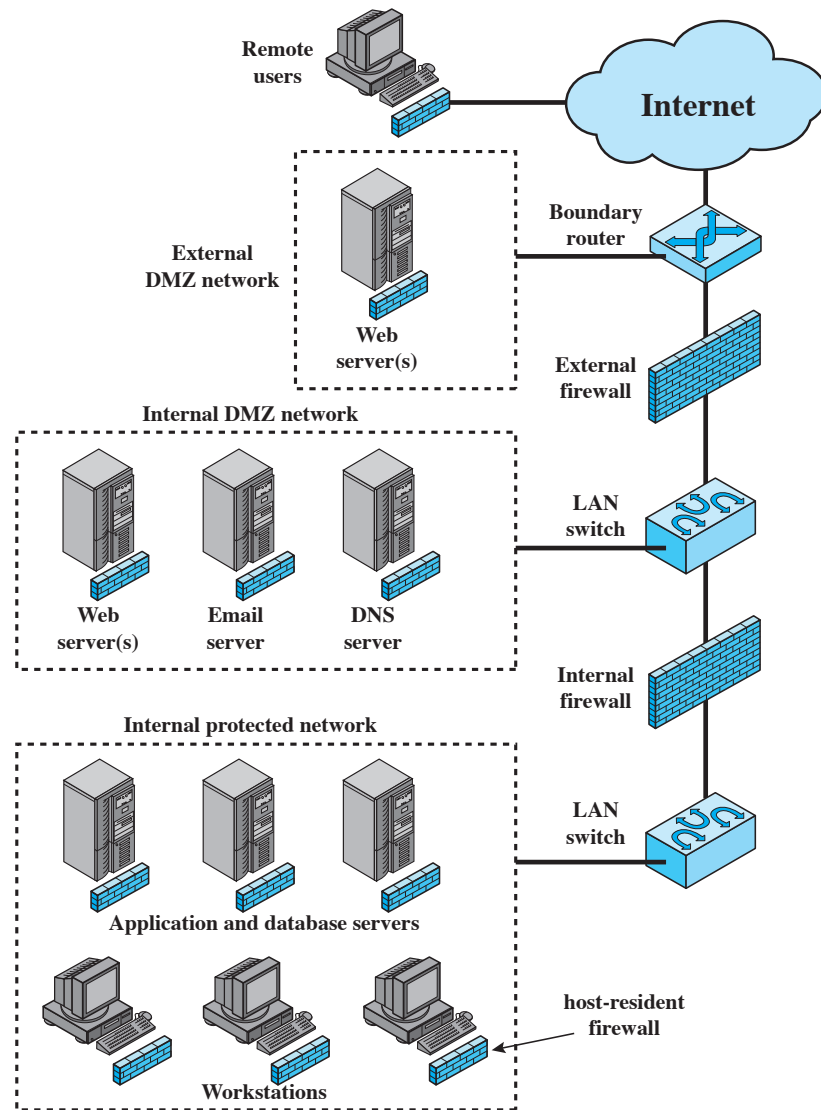 Remote
users
Internet
Boundary
router
External
DMZ network
Web
server(s)
External
firewall
Internal DMZ network
LAN
switch
Web
server(s)
Email
server
DNS
server
Internal
firewall
Internal protected network
LAN
switch
Application and database servers
host-resident
firewall
Workstations